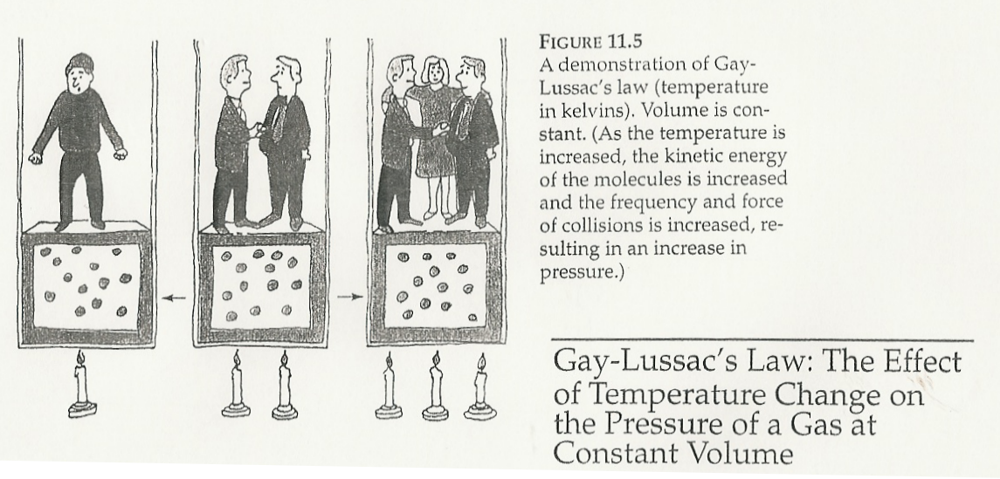 FIGURE 11.5
A demonstration of Gay-
Lussac's law (temperature
in kelvins). Volume is con-
stant. (As the temperature is
increased, the kinetic energy
of the molecules is increased
and the frequency and force
of collisions is increased, re-
sulting in an increase in
pressure.)
Gay-Lussac's Law: The Effect
of Temperature Change on
the Pressure of a Gas at
Constant Volume